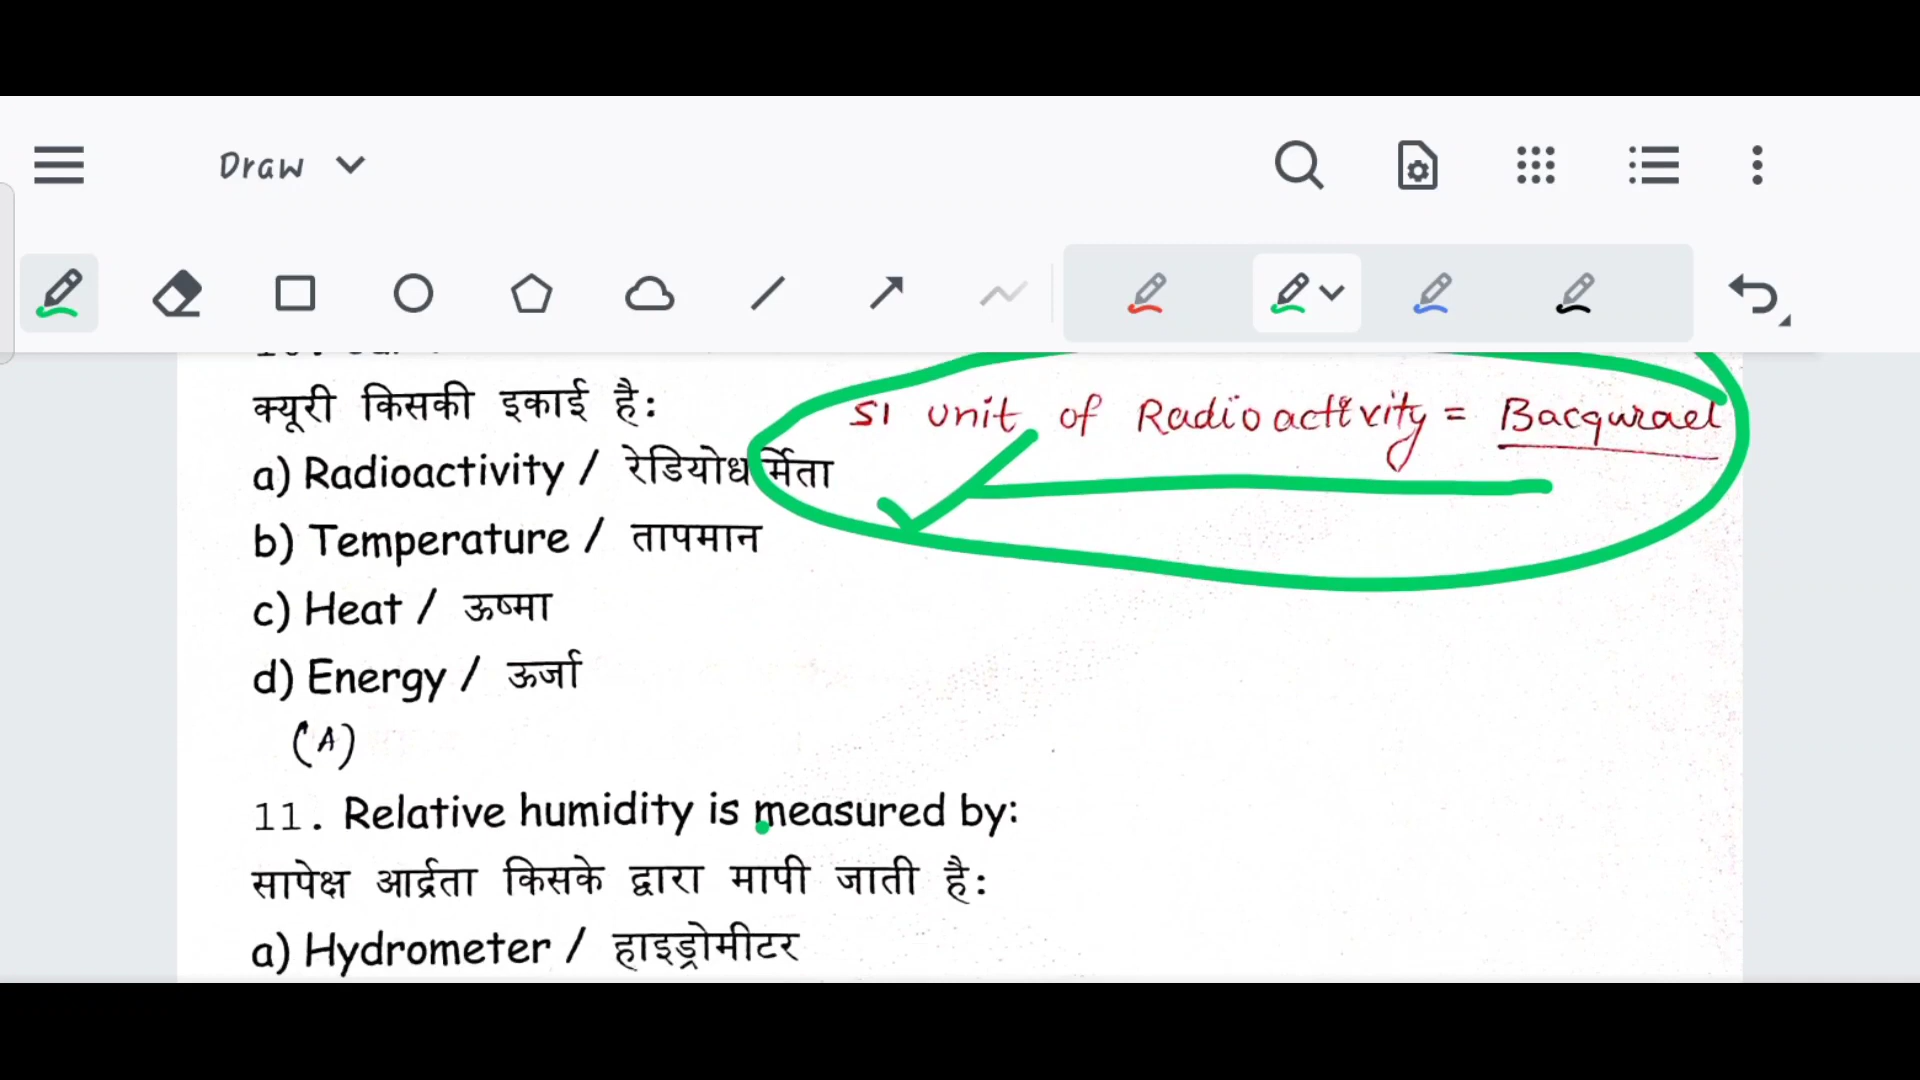 Draw
क्यूरी किसकी इकाई है:
SI unit of Radioactivity = Bacqurael
a) Radioactivity / रेडियोधर्मिता
b) Temperature / तापमान
c) Heat / ऊष्मा
d) Energy / ऊर्जा
(A)
11. Relative humidity is measured by:
सापेक्ष आर्द्रता किसके द्वारा मापी जाती है:
a) Hydrometer / हाइड्रोमीटर